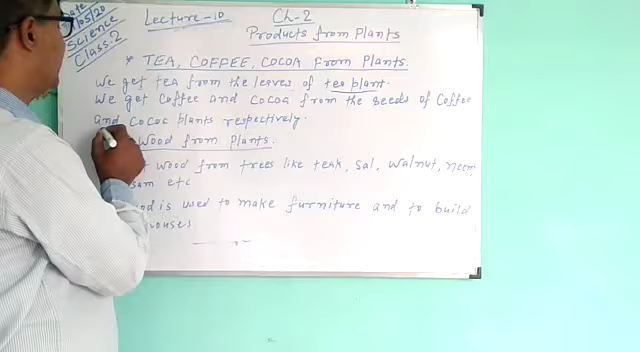 Date
/05/20
Science
Class.2
Lecture-10 Ch-2
Products from Plants
* TEA, COFFEE, COCOA From Plants.
We get tea from the leaves of tea plant.
We get Coffee and Cocoa from the seeds of Coffee
and Cocoa plants respectively.
Wood from Plants.
wood from trees like teak, Sal, Walnut, neem
etc
is used to make furniture and to build
houses